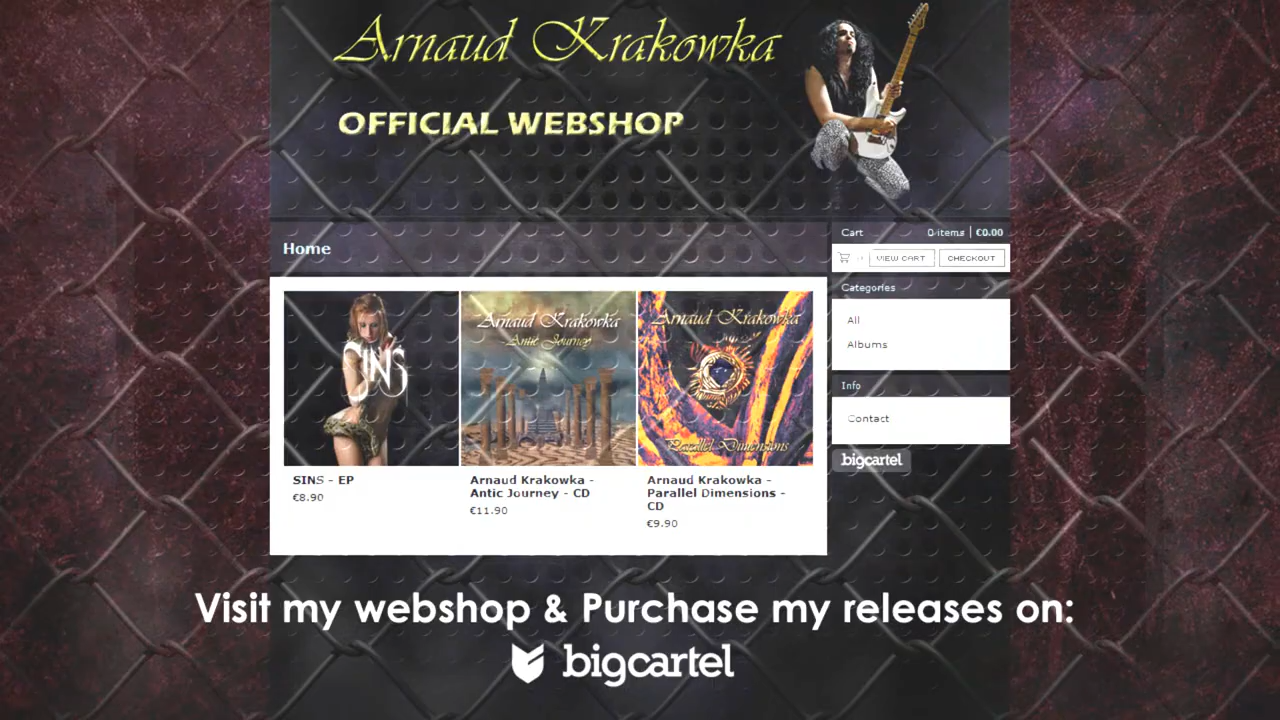 Arnaud Krakowka
OFFICIAL WEBSHOP
Home
Cart
0 items | €0.00
VIEW CART
CHECKOUT
Categories
All
Albums
Info
Contact
bigcartel
SINS
Arnaud Krakowka
Antic Journey
Arnaud Krakowka
Parallel Dimensions
SINS - EP
€8.90
Arnaud Krakowka -
Antic Journey - CD
€11.90
Arnaud Krakowka -
Parallel Dimensions -
CD
€9.90
Visit my webshop & Purchase my releases on:
bigcartel